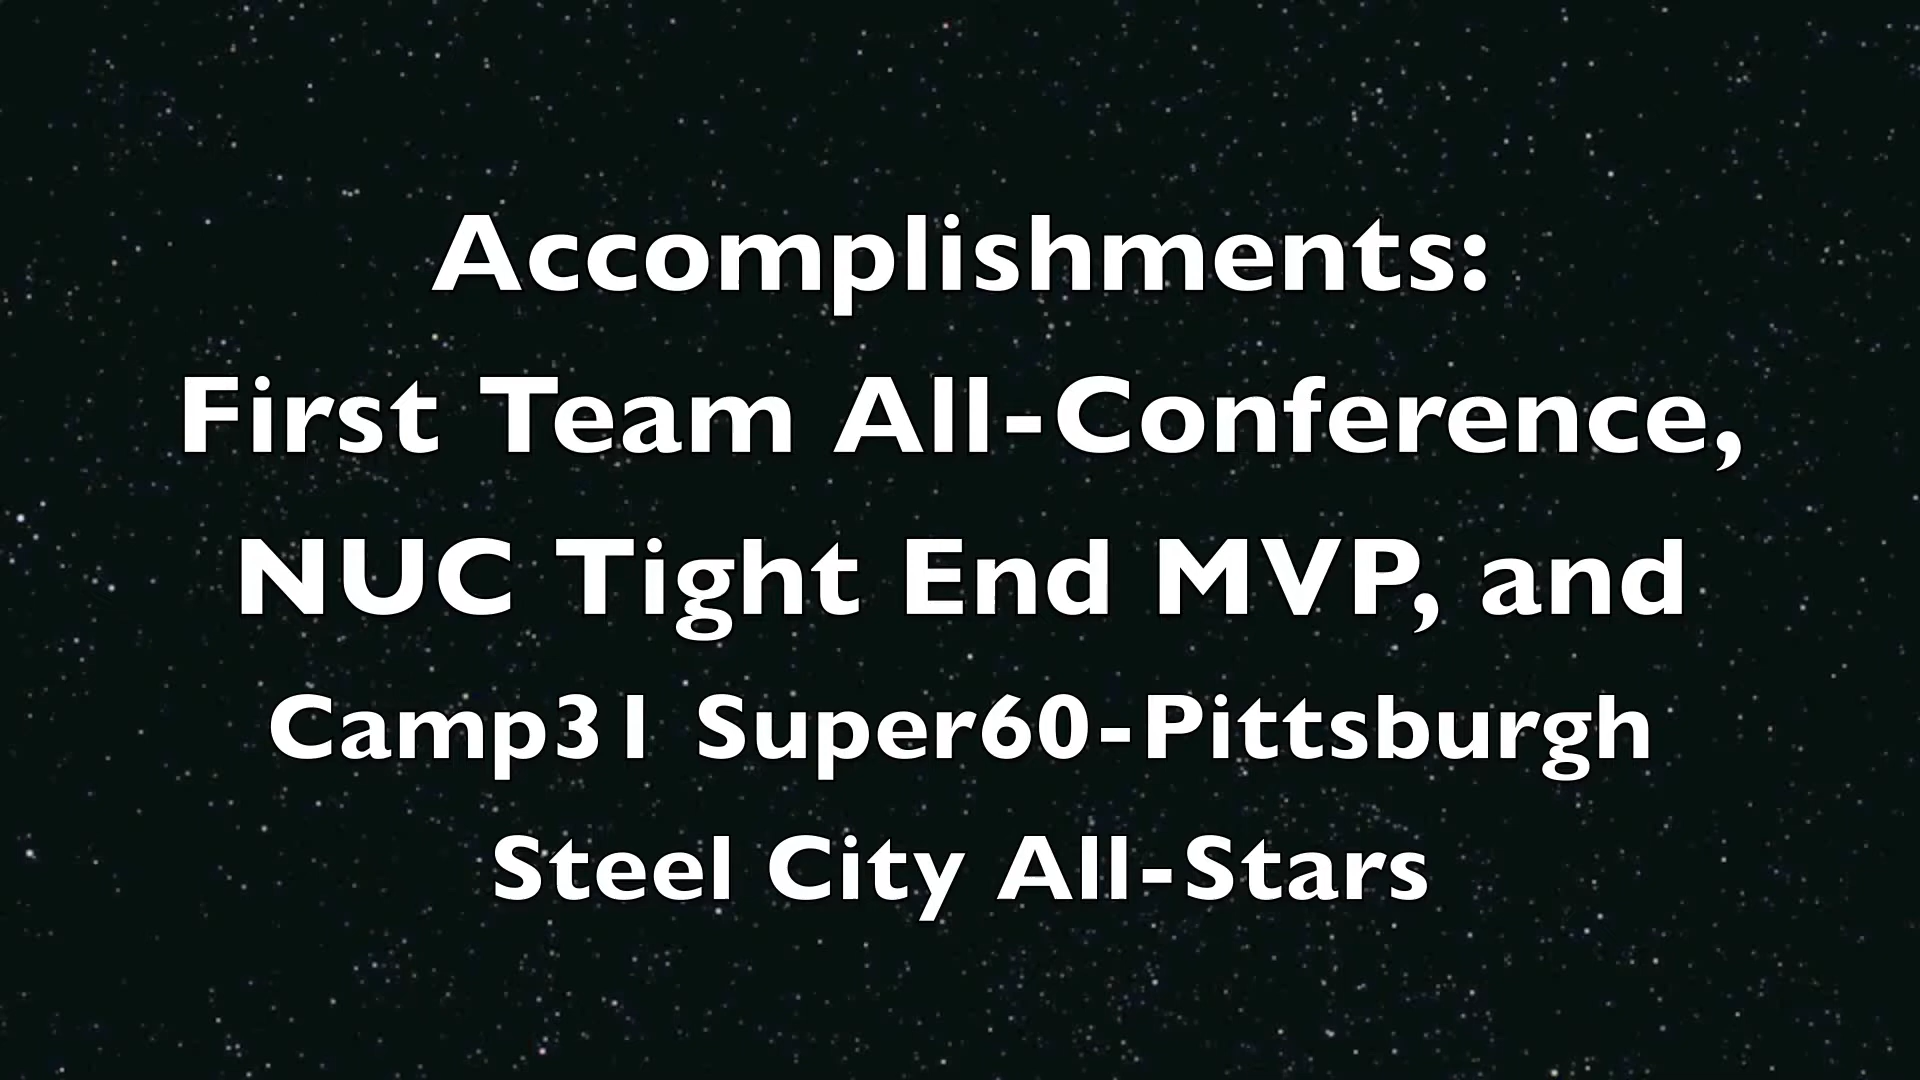 Accomplishments:
First Team All-Conference,
NUC Tight End MVP, and
Camp31 Super60-Pittsburgh
Steel City All-Stars